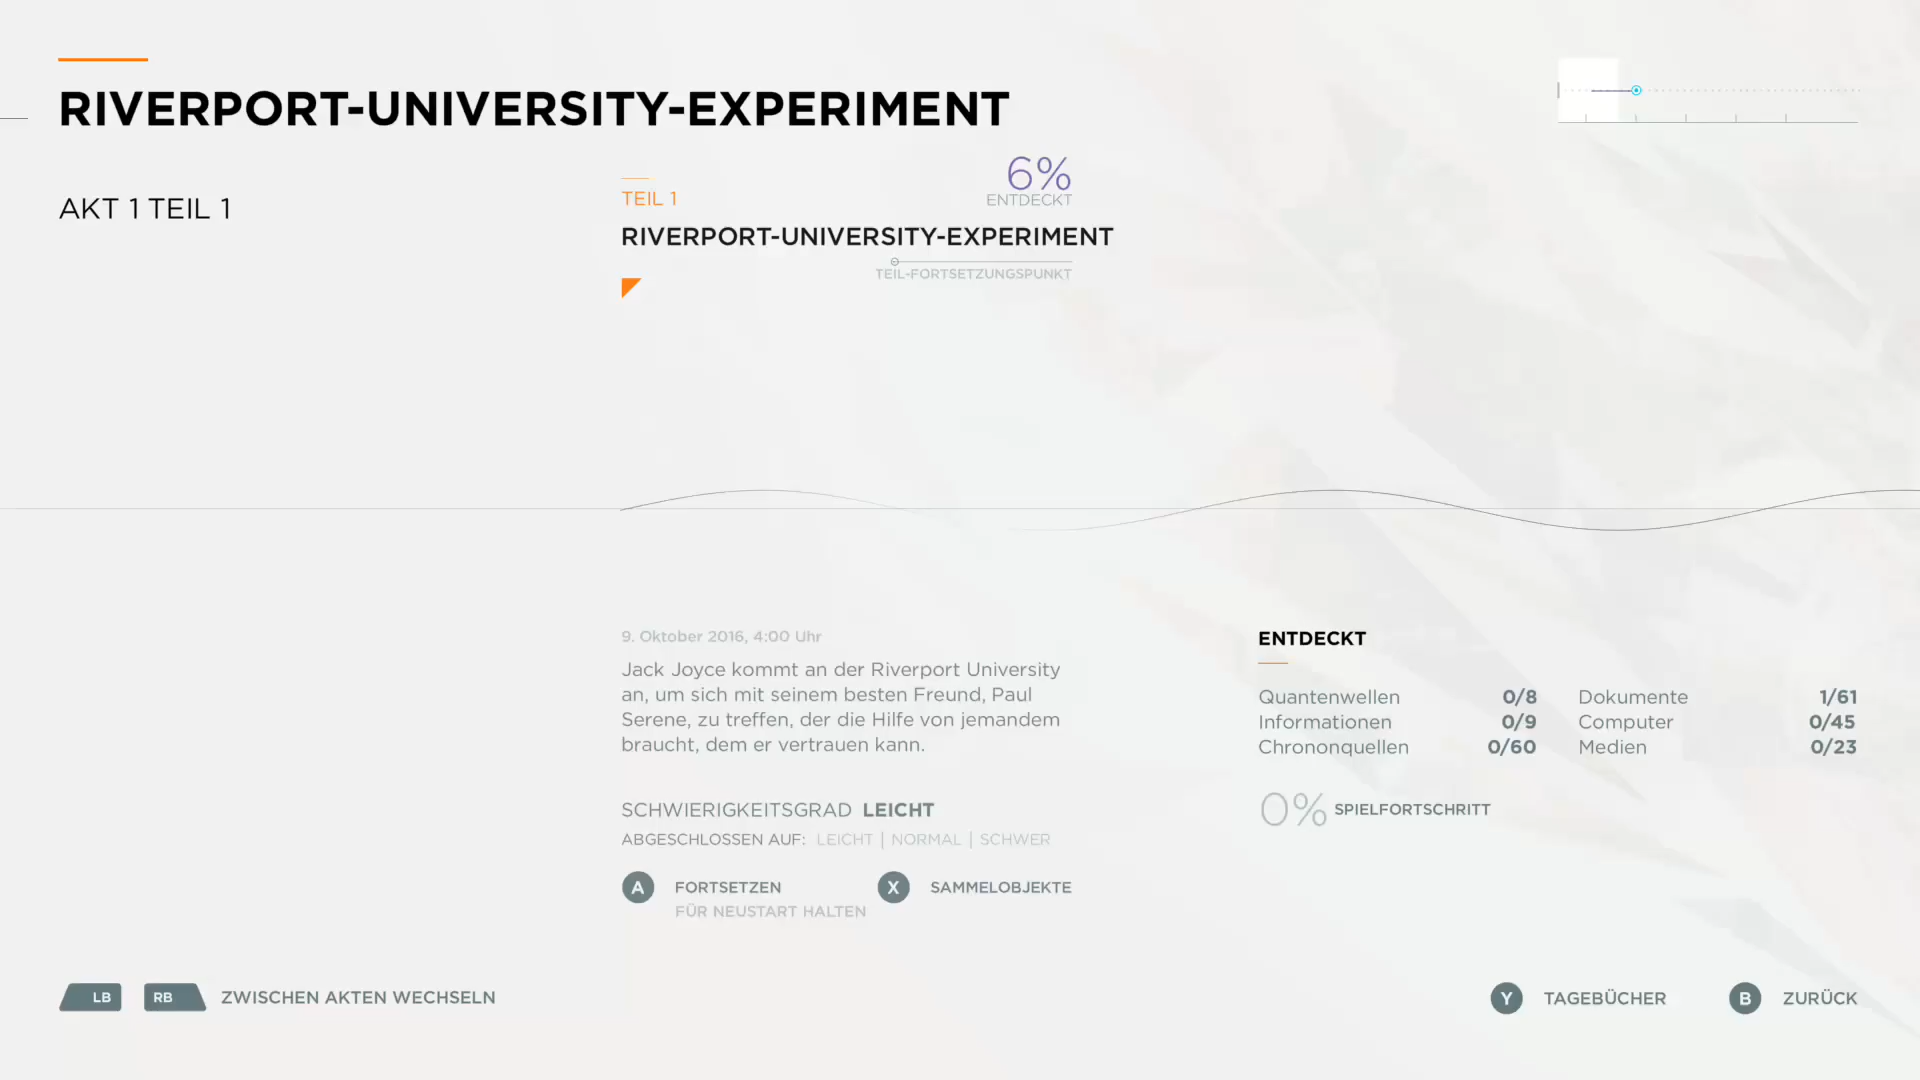 RIVERPORT-UNIVERSITY-EXPERIMENT
AKT 1 TEIL 1
TEIL 1
6%
ENTDECKT
RIVERPORT-UNIVERSITY-EXPERIMENT
TEIL-FORTSETZUNGSPUNKT
9. Oktober 2016, 4:00 Uhr
Jack Joyce kommt an der Riverport University
an, um sich mit seinem besten Freund, Paul
Serene, zu treffen, der die Hilfe von jemandem
braucht, dem er vertrauen kann.
SCHWIERIGKEITSGRAD LEICHT
ABGESCHLOSSEN AUF: LEICHT | NORMAL | SCHWER
A FORTSETZEN
FÜR NEUSTART HALTEN
X SAMMELOBJEKTE
ENTDECKT
Quantenwellen 0/8 Dokumente 1/61
Informationen 0/9 Computer 0/45
Chrononquellen 0/60 Medien 0/23
0% SPIELFORTSCHRITT
LB RB ZWISCHEN AKTEN WECHSELN
Y TAGEBÜCHER B ZURÜCK